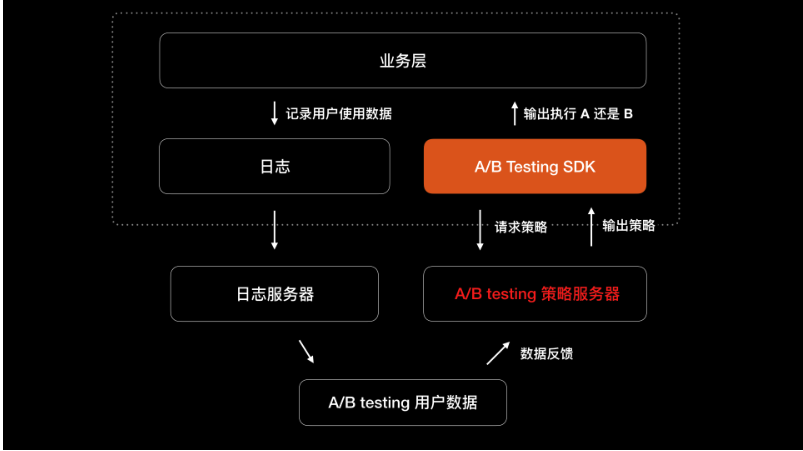 业务层
记录用户使用数据
输出执行 A 还是 B
日志
A/B Testing SDK
请求策略
输出策略
日志服务器
A/B testing 策略服务器
数据反馈
A/B testing 用户数据